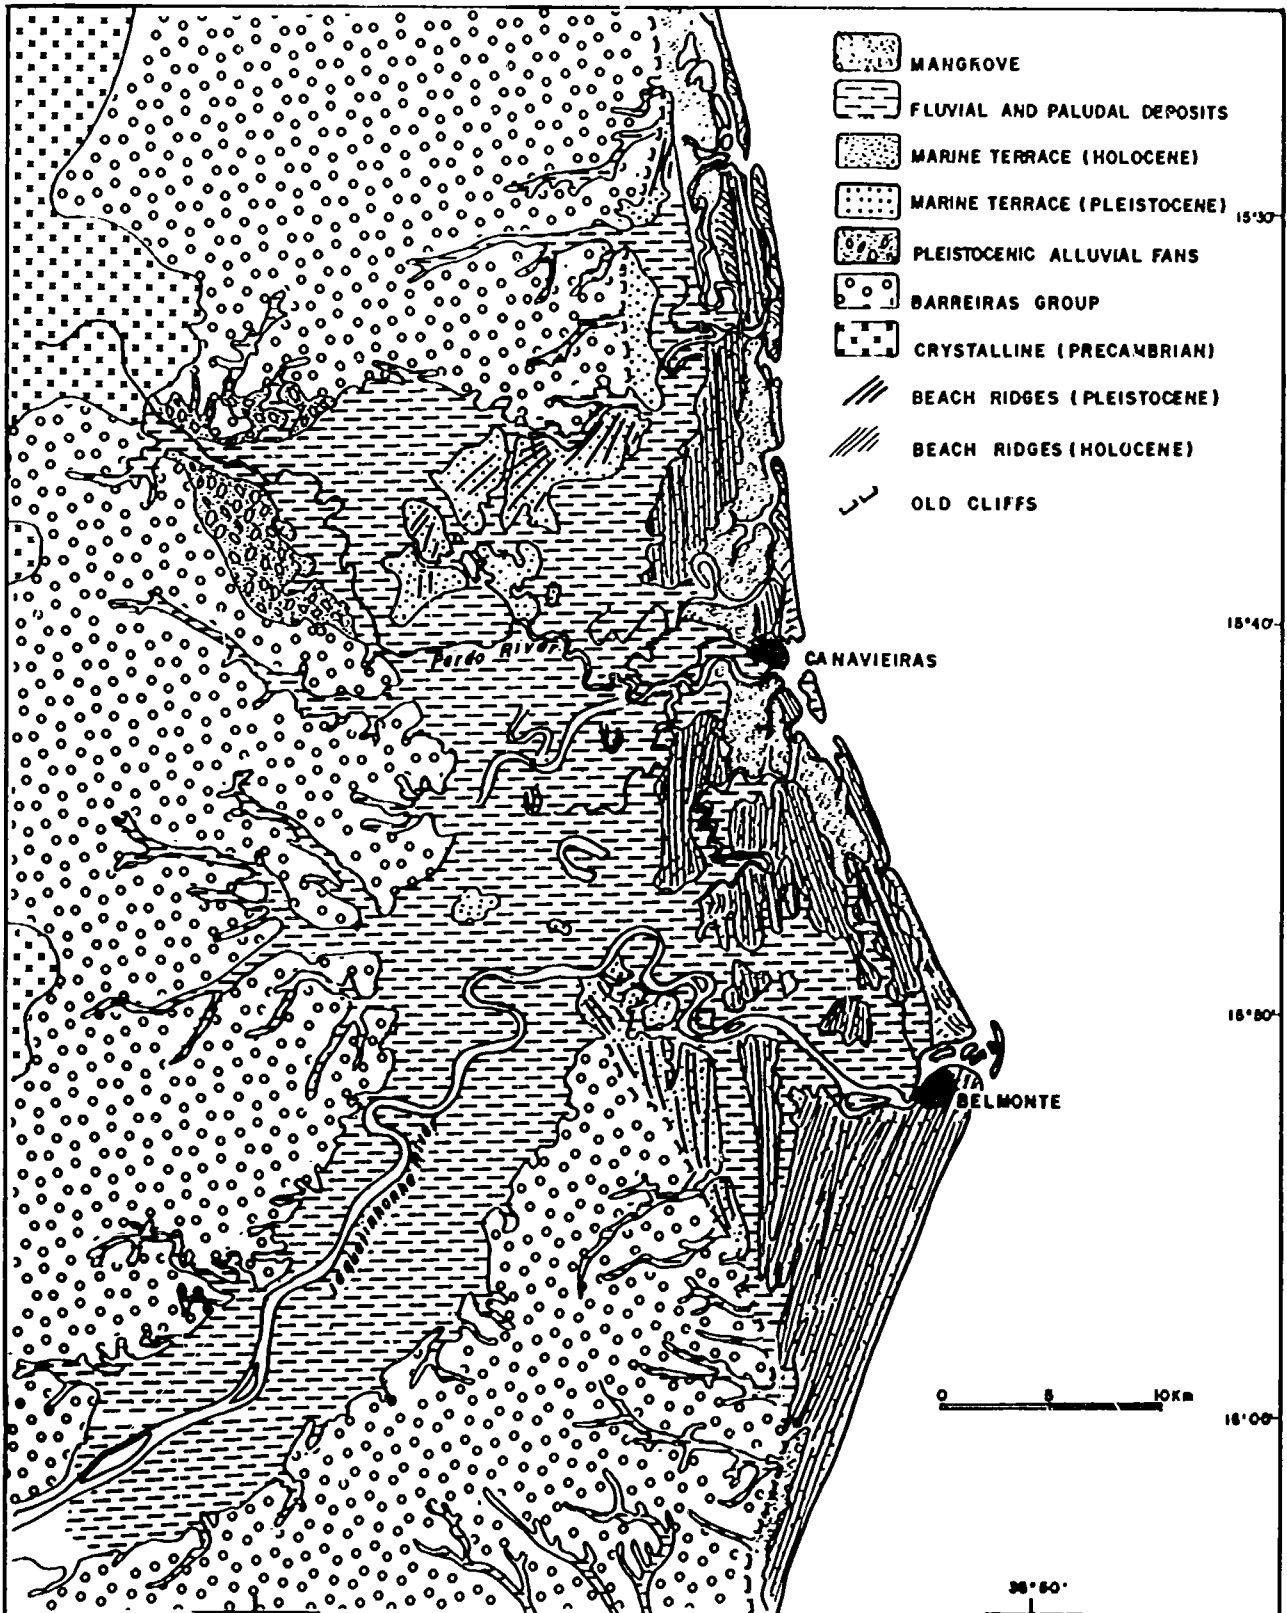 MANGROVE
FLUVIAL AND PALUDAL DEPOSITS
MARINE TERRACE (HOLOCENE)
MARINE TERRACE (PLEISTOCENE)
PLEISTOCENIC ALLUVIAL FANS
BARREIRAS GROUP
CRYSTALLINE (PRECAMBRIAN)
BEACH RIDGES (PLEISTOCENE)
BEACH RIDGES (HOLOCENE)
OLD CLIFFS
15°30'
15°40'
Pardo River
CANAVIEIRAS
15°50'
BELMONTE
Jequitinhonha River
0 5 10Km
16°00'
38°50'